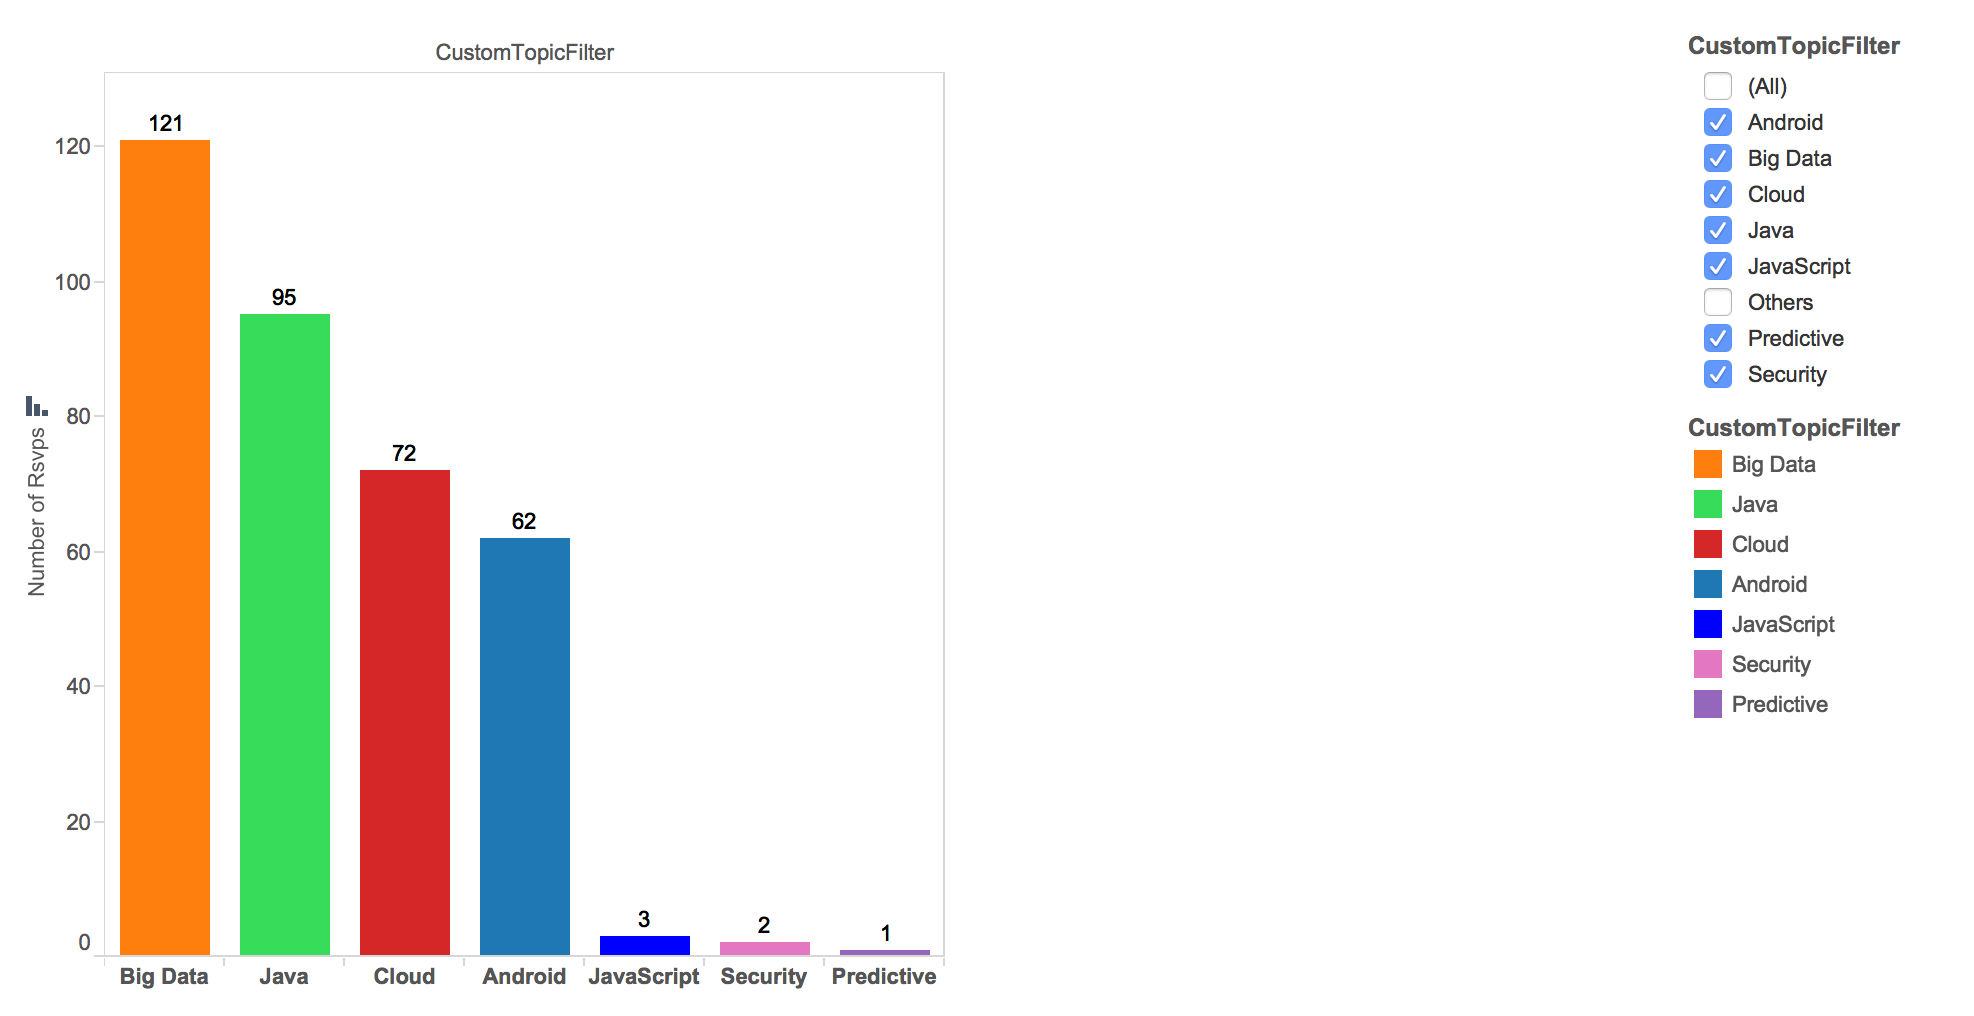 CustomTopicFilter
121
95
72
62
3
2
1
120
100
80
60
40
20
0
Number of Rsvps
Big Data Java Cloud Android JavaScript Security Predictive
CustomTopicFilter
(All)
Android
Big Data
Cloud
Java
JavaScript
Others
Predictive
Security
CustomTopicFilter
Big Data
Java
Cloud
Android
JavaScript
Security
Predictive